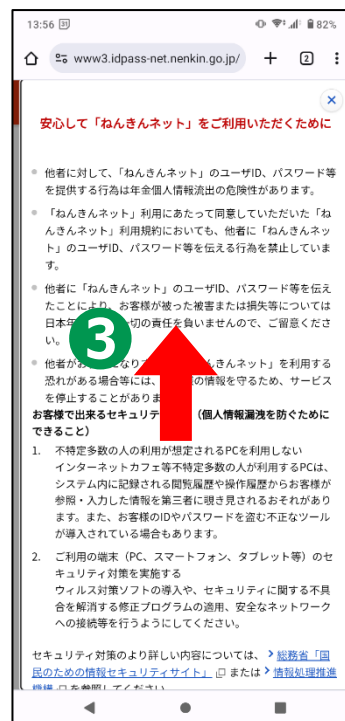 13:56 31 82%
www3.idpass-net.nenkin.go.jp/ + 2
安心して「ねんきんネット」をご利用いただくために
他者に対して、「ねんきんネット」のユーザID、パスワード等
を提供する行為は年金個人情報流出の危険性があります。
「ねんきんネット」利用にあたって同意していただいた「ね
んきんネット」利用規約においても、他者に「ねんきんネッ
ト」のユーザID、パスワード等を伝える行為を禁止していま
す。
他者に「ねんきんネット」のユーザID、パスワード等を伝え
たことにより、お客様が被った被害または損失等については
日本年 切の責任を負いませんので、ご留意くださ
い。
3
他者がお なり きんネット」を利用する
恐れがある場合等には、 の情報を守るため、サービス
を停止することがありま
お客様で出来るセキュリテ (個人情報漏洩を防ぐために
できること)
1. 不特定多数の人の利用が想定されるPCを利用しない
インターネットカフェ等不特定多数の人が利用するPCは、
システム内に記録される閲覧履歴や操作履歴からお客様が
参照・入力した情報を第三者に覗き見されるおそれがあり
ます。また、お客様のIDやパスワードを盗む不正なツール
が導入されている場合もあります。
2. ご利用の端末(PC、スマートフォン、タブレット等)のセ
キュリティ対策を実施する
ウィルス対策ソフトの導入や、セキュリティに関する不具
合を解消する修正プログラムの適用、安全なネットワーク
への接続等を行うようにしてください。
セキュリティ対策のより詳しい内容については、 総務省「国
民のための情報セキュリティサイト」 または 情報処理推進
機構 を参照してください